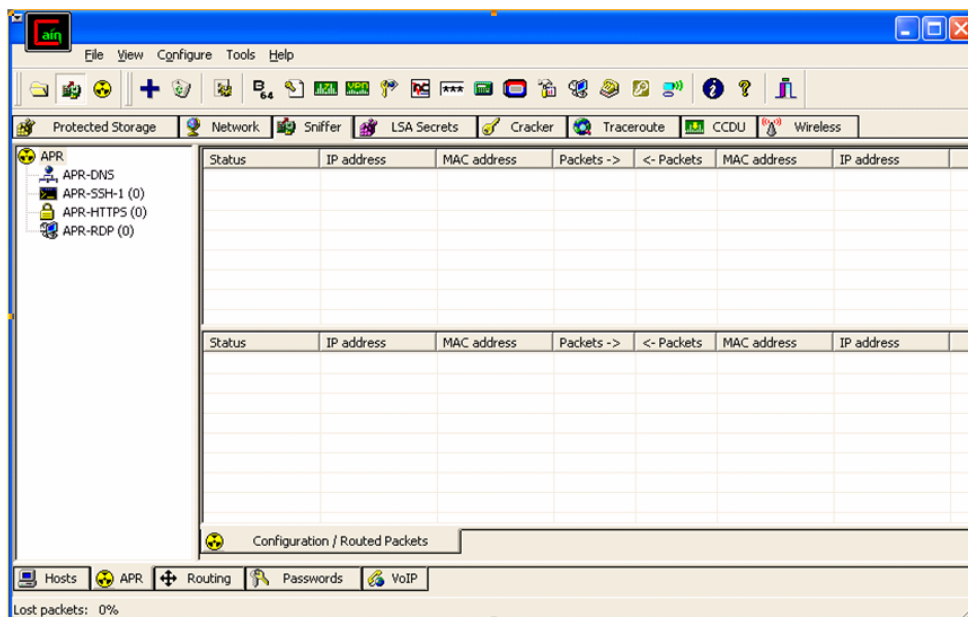 Cain
File View Configure Tools Help
B64 ***
Protected Storage Network Sniffer LSA Secrets Cracker Traceroute CCDU Wireless
APR
APR-DNS
APR-SSH-1 (0)
APR-HTTPS (0)
APR-RDP (0)
Status IP address MAC address Packets -> <- Packets MAC address IP address
Status IP address MAC address Packets -> <- Packets MAC address IP address
Configuration / Routed Packets
Hosts APR Routing Passwords VoIP
Lost packets: 0%